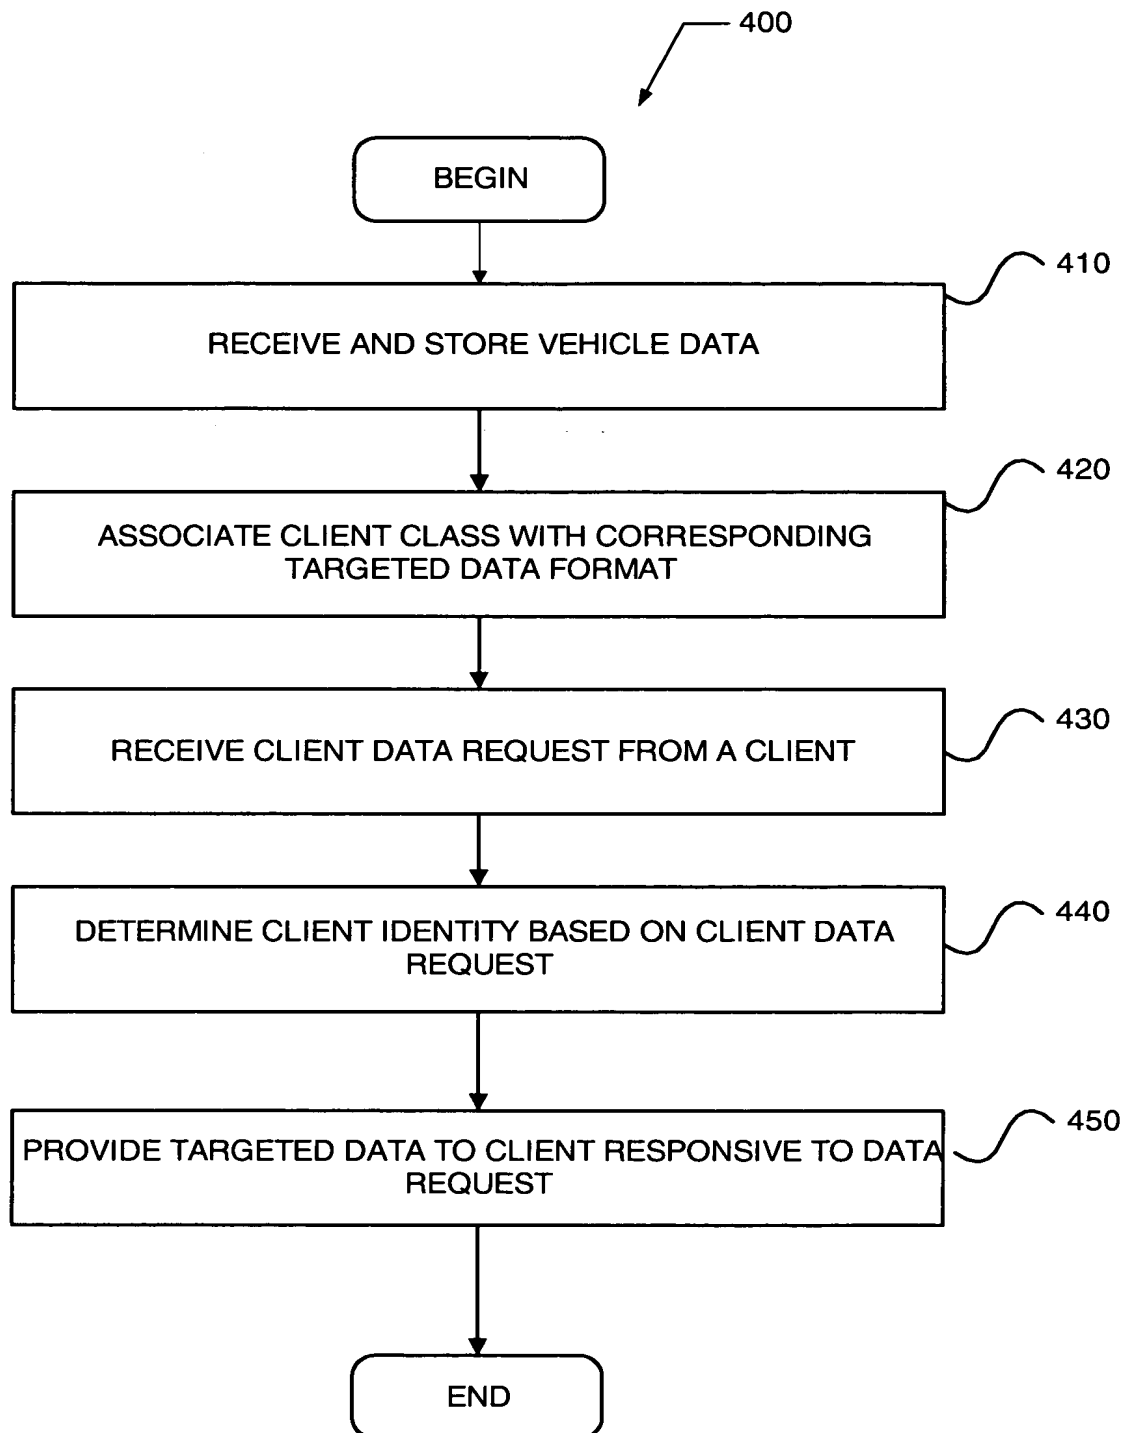 400
BEGIN
410
RECEIVE AND STORE VEHICLE DATA
420
ASSOCIATE CLIENT CLASS WITH CORRESPONDING
TARGETED DATA FORMAT
430
RECEIVE CLIENT DATA REQUEST FROM A CLIENT
440
DETERMINE CLIENT IDENTITY BASED ON CLIENT DATA
REQUEST
450
PROVIDE TARGETED DATA TO CLIENT RESPONSIVE TO DATA
REQUEST
END